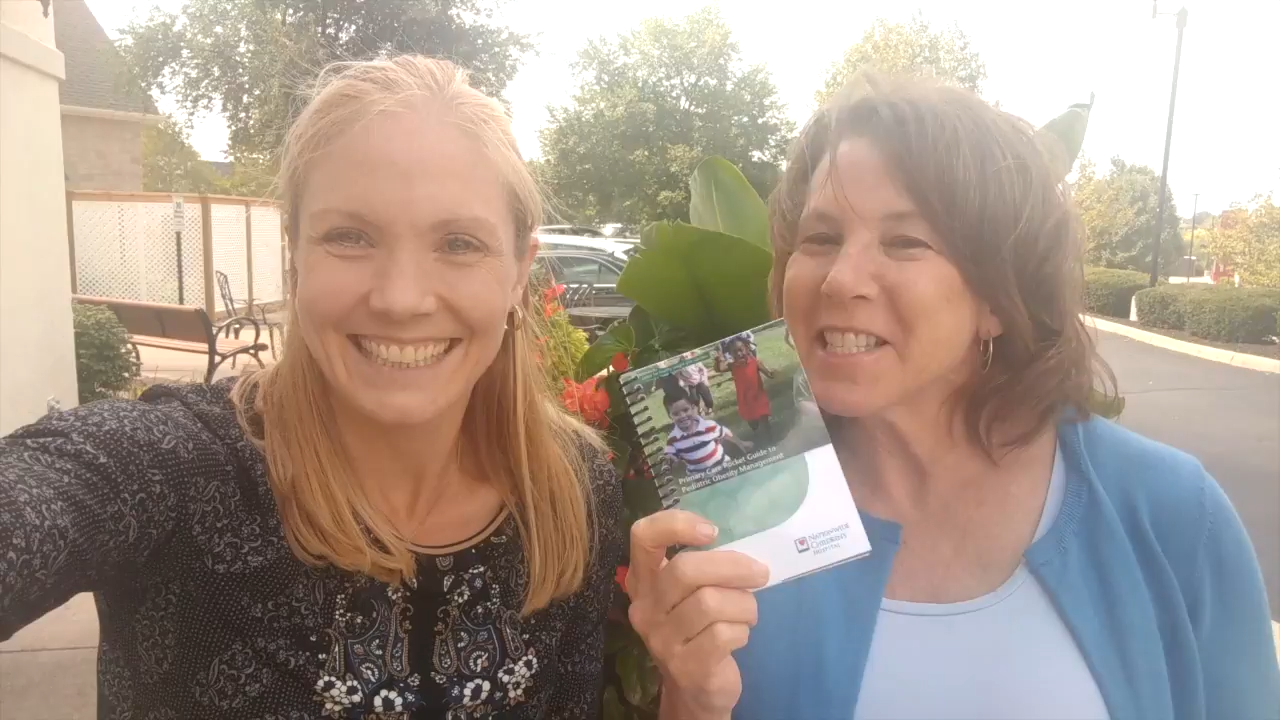 Primary Care Pocket Guide to
Pediatric Obesity Management
NATIONWIDE
CHILDREN'S
HOSPITAL